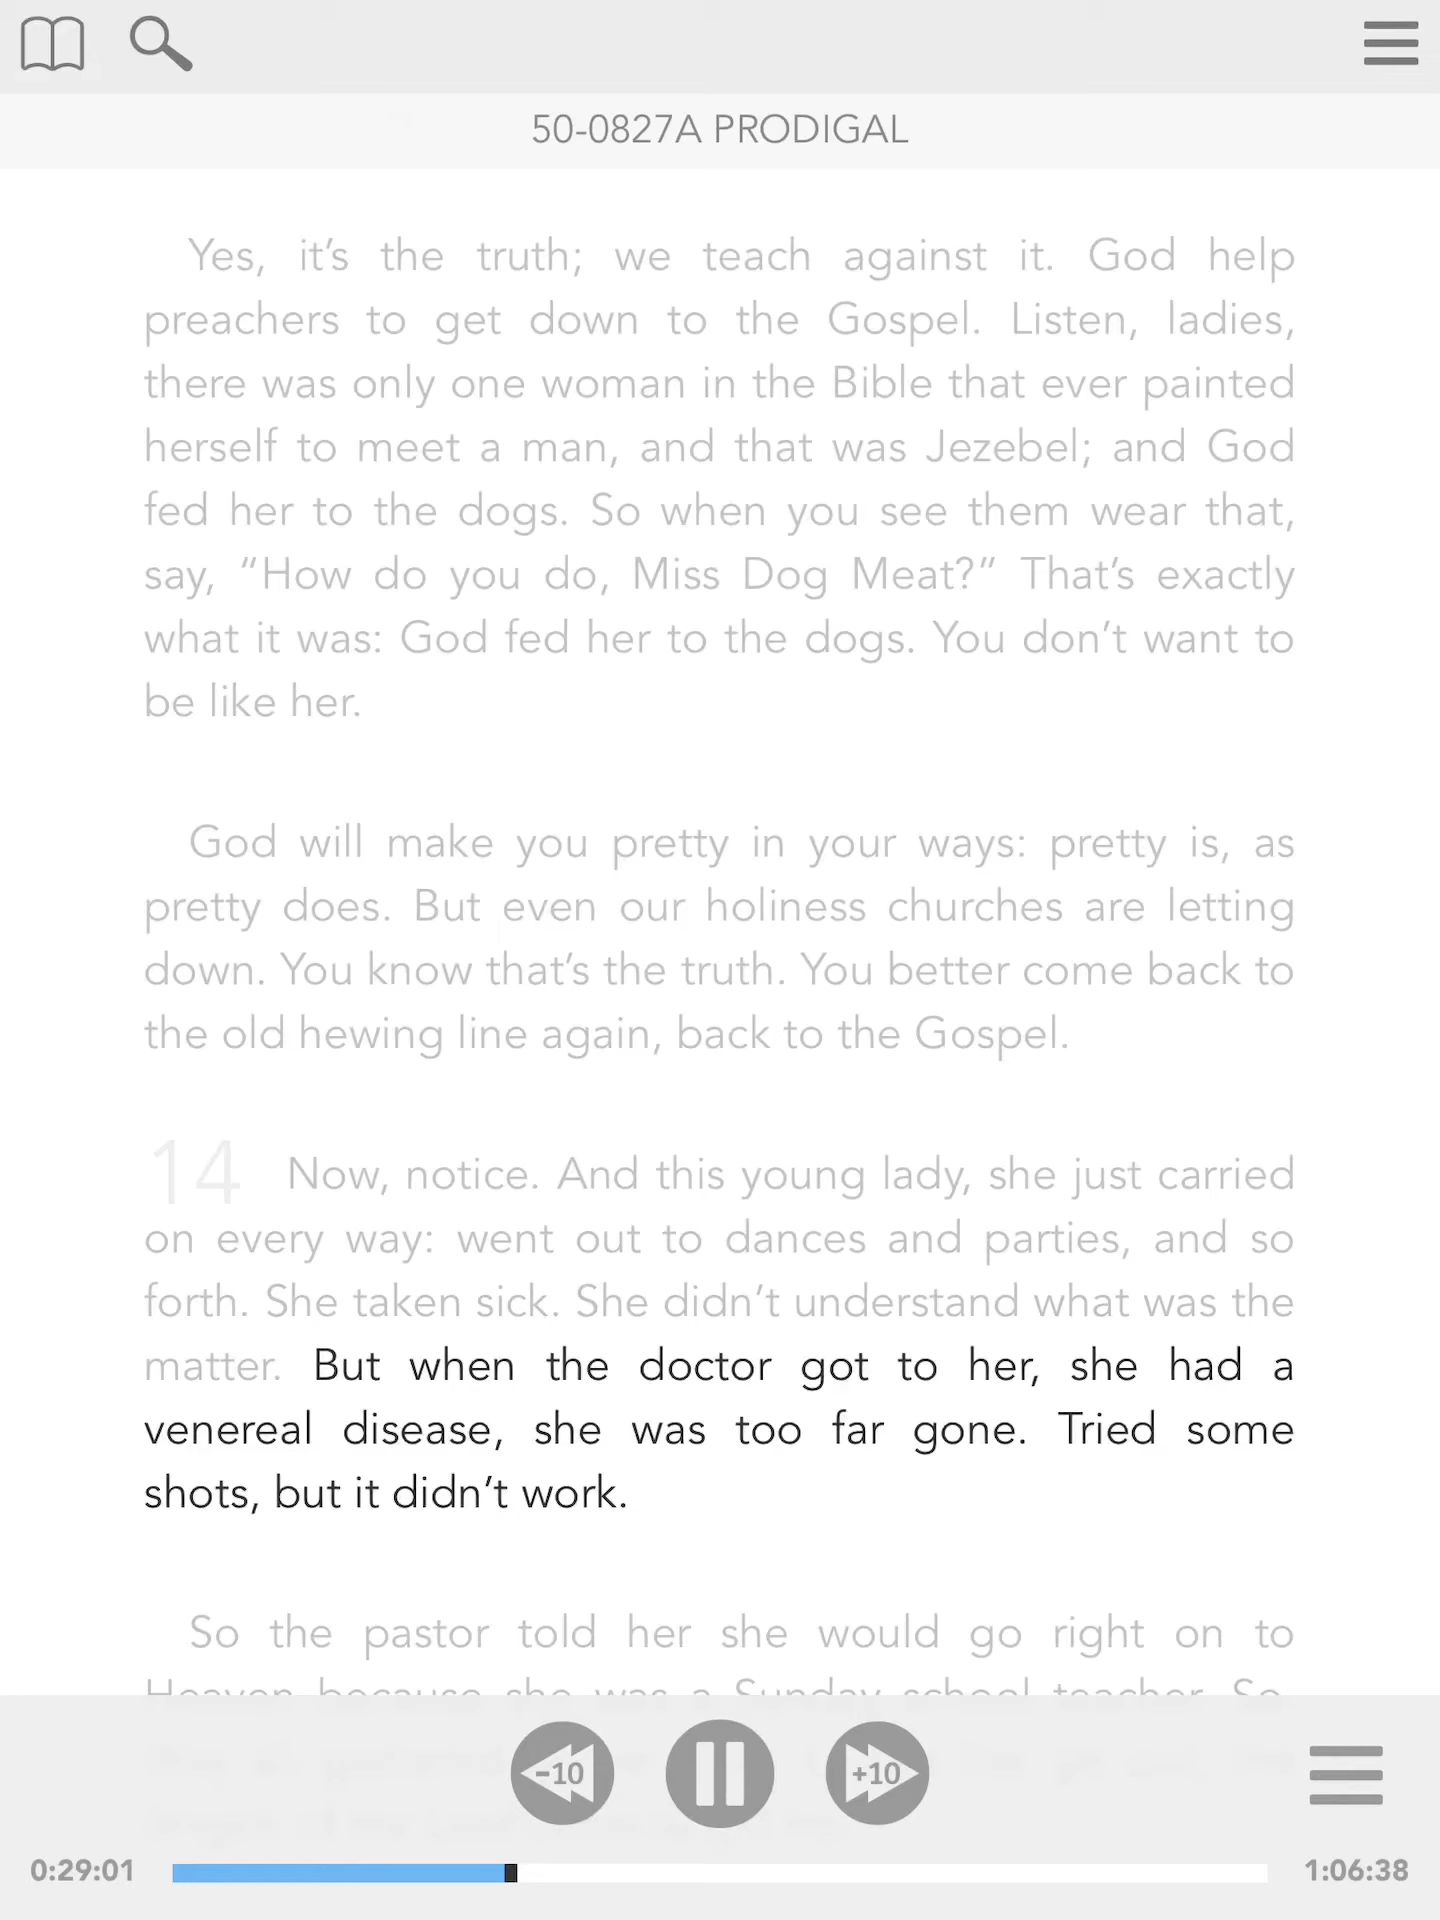 50-0827A PRODIGAL
Yes, it's the truth; we teach against it. God help
preachers to get down to the Gospel. Listen, ladies,
there was only one woman in the Bible that ever painted
herself to meet a man, and that was Jezebel; and God
fed her to the dogs. So when you see them wear that,
say, “How do you do, Miss Dog Meat?” That’s exactly
what it was: God fed her to the dogs. You don’t want to
be like her.
God will make you pretty in your ways: pretty is, as
pretty does. But even our holiness churches are letting
down. You know that’s the truth. You better come back to
the old hewing line again, back to the Gospel.
14 Now, notice. And this young lady, she just carried
on every way: went out to dances and parties, and so
forth. She taken sick. She didn’t understand what was the
matter. But when the doctor got to her, she had a
venereal disease, she was too far gone. Tried some
shots, but it didn’t work.
So the pastor told her she would go right on to
Heaven because she was a Sunday school teacher. So
-10 +10
0:29:01 1:06:38